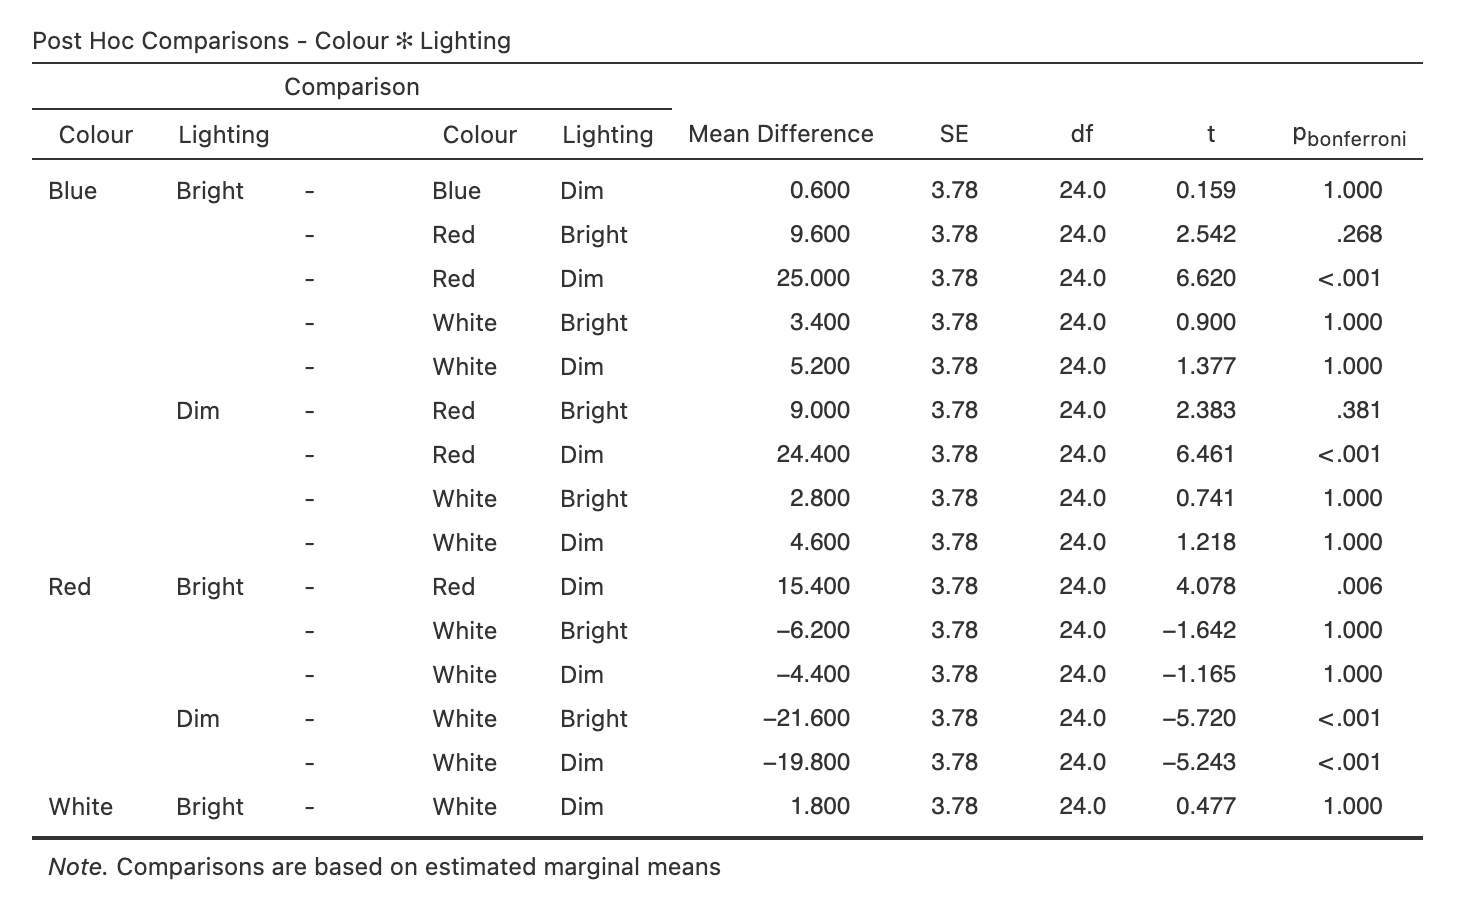 Post Hoc Comparisons - Colour ✻ Lighting
Comparison
Colour Lighting Colour Lighting Mean Difference SE df t pbonferroni
Blue Bright - Blue Dim 0.600 3.78 24.0 0.159 1.000
- Red Bright 9.600 3.78 24.0 2.542 .268
- Red Dim 25.000 3.78 24.0 6.620 <.001
- White Bright 3.400 3.78 24.0 0.900 1.000
- White Dim 5.200 3.78 24.0 1.377 1.000
Dim - Red Bright 9.000 3.78 24.0 2.383 .381
- Red Dim 24.400 3.78 24.0 6.461 <.001
- White Bright 2.800 3.78 24.0 0.741 1.000
- White Dim 4.600 3.78 24.0 1.218 1.000
Red Bright - Red Dim 15.400 3.78 24.0 4.078 .006
- White Bright −6.200 3.78 24.0 −1.642 1.000
- White Dim −4.400 3.78 24.0 −1.165 1.000
Dim - White Bright −21.600 3.78 24.0 −5.720 <.001
- White Dim −19.800 3.78 24.0 −5.243 <.001
White Bright - White Dim 1.800 3.78 24.0 0.477 1.000
Note. Comparisons are based on estimated marginal means